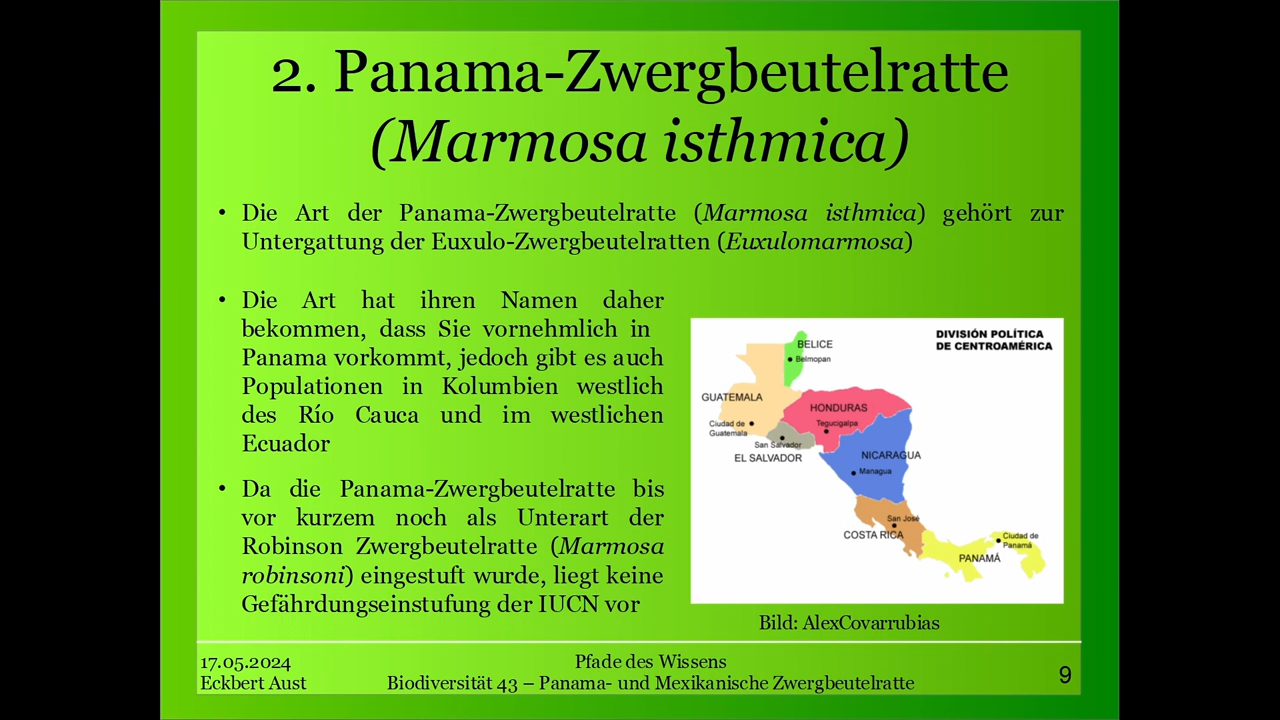 2. Panama-Zwergbeutelratte
(Marmosa isthmica)
• Die Art der Panama-Zwergbeutelratte (Marmosa isthmica) gehört zur
Untergattung der Euxulo-Zwergbeutelratten (Euxulomarmosa)
• Die Art hat ihren Namen daher
bekommen, dass Sie vornehmlich in
Panama vorkommt, jedoch gibt es auch
Populationen in Kolumbien westlich
des Río Cauca und im westlichen
Ecuador
• Da die Panama-Zwergbeutelratte bis
vor kurzem noch als Unterart der
Robinson Zwergbeutelratte (Marmosa
robinsoni) eingestuft wurde, liegt keine
Gefährdungseinstufung der IUCN vor
DIVISIÓN POLÍTICA
DE CENTROAMÉRICA
BELICE
Belmopan
GUATEMALA
Ciudad de
Guatemala
HONDURAS
Tegucigalpa
San Salvador
EL SALVADOR
NICARAGUA
Managua
San José
COSTA RICA
Ciudad de
Panamá
PANAMÁ
Bild: AlexCovarrubias
17.05.2024
Eckbert Aust
Pfade des Wissens
Biodiversität 43 – Panama- und Mexikanische Zwergbeutelratte
9